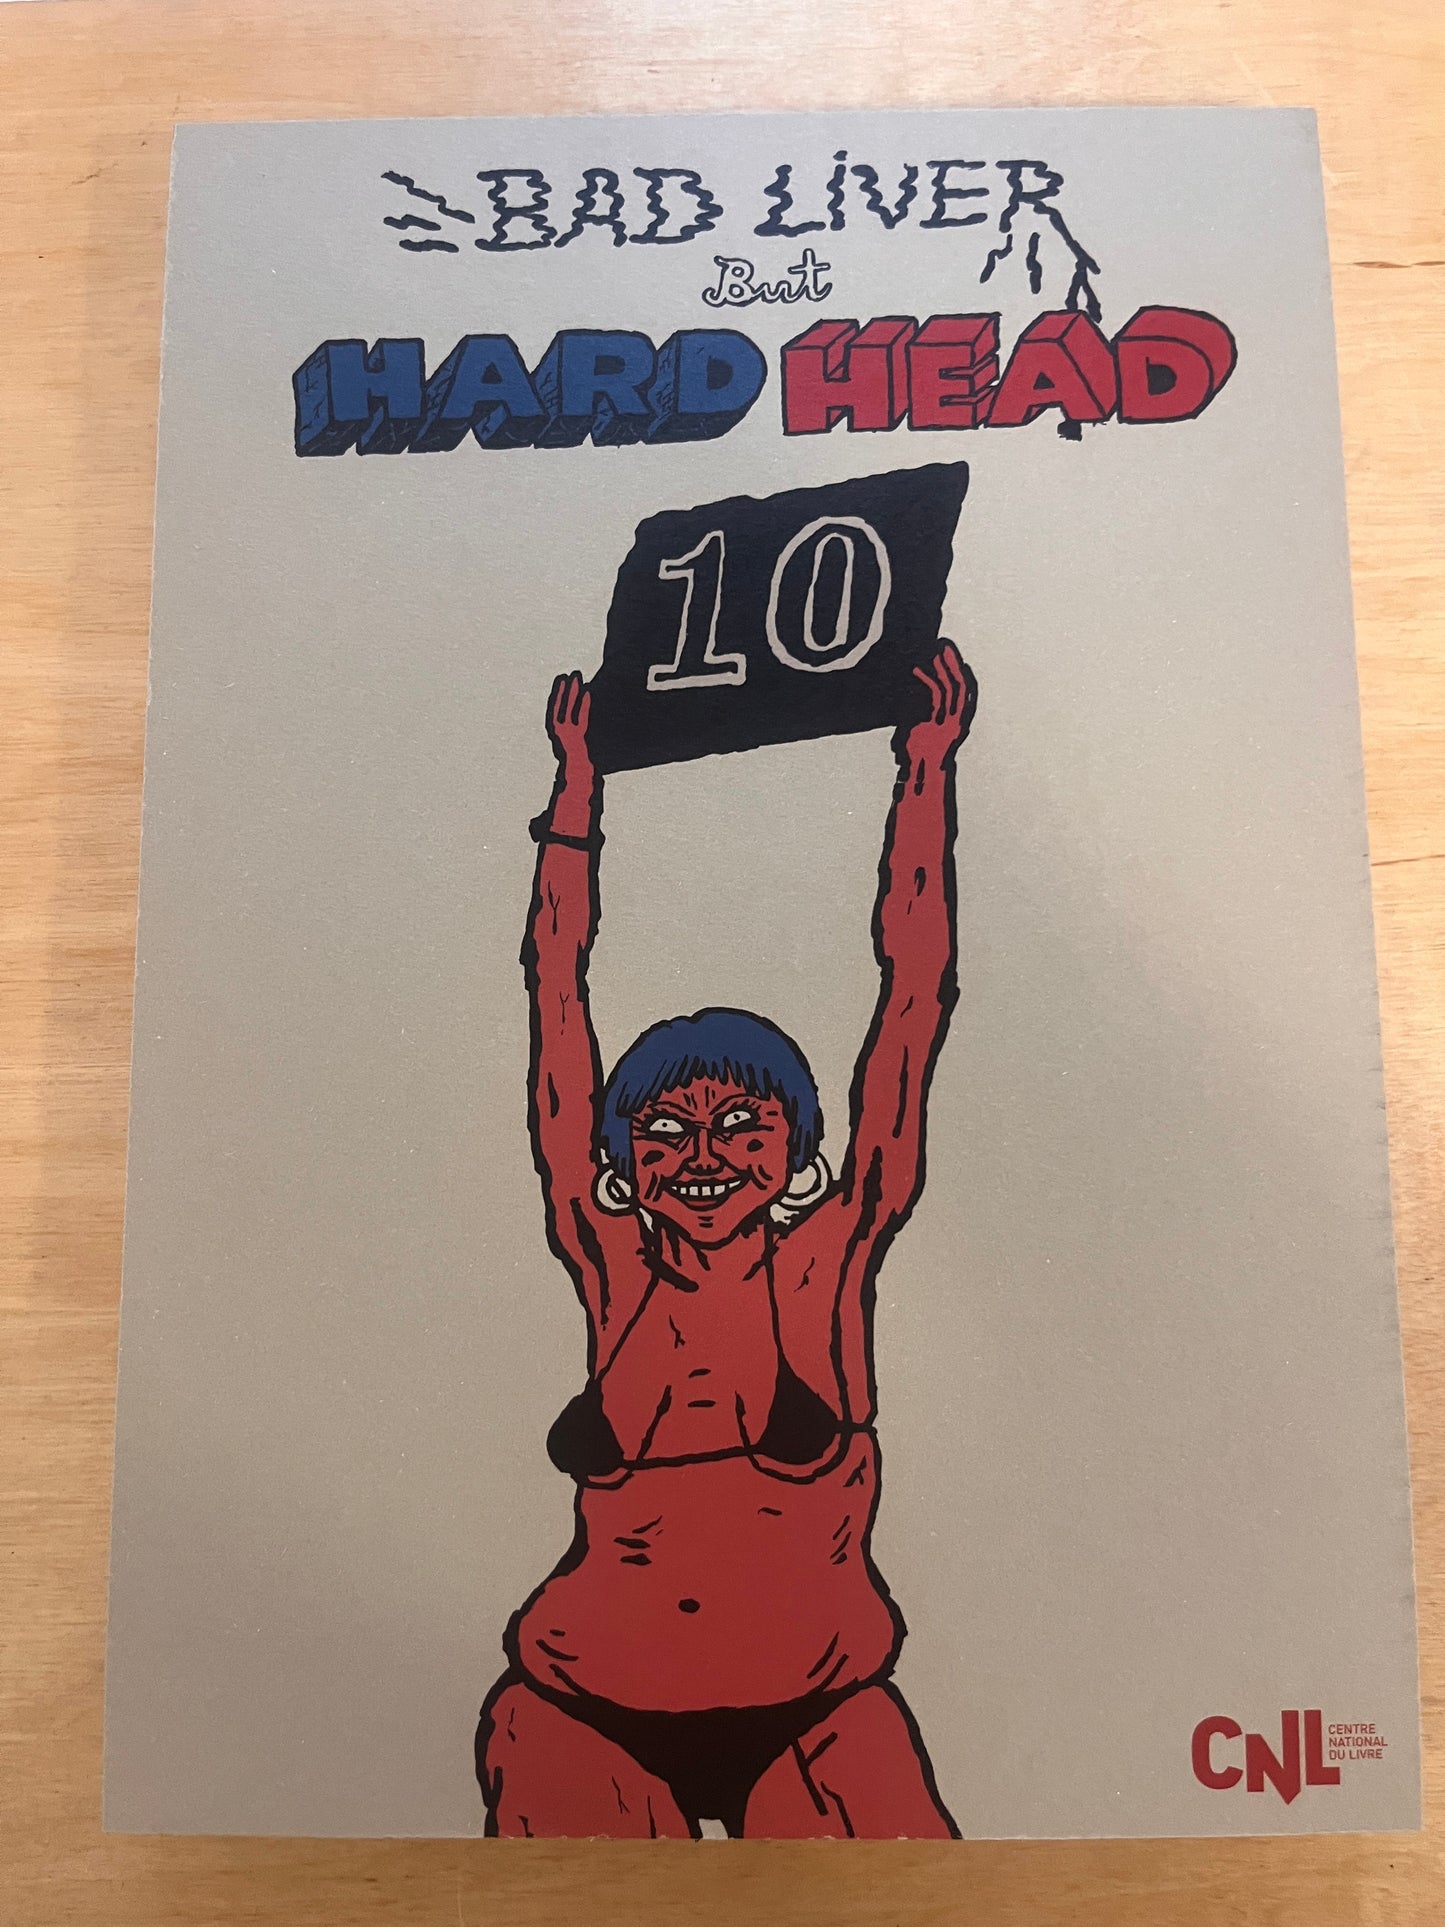 BAD LiVER
But
HARD HEAD
10
CNL
CENTRE
NATIONAL
DU LIVRE